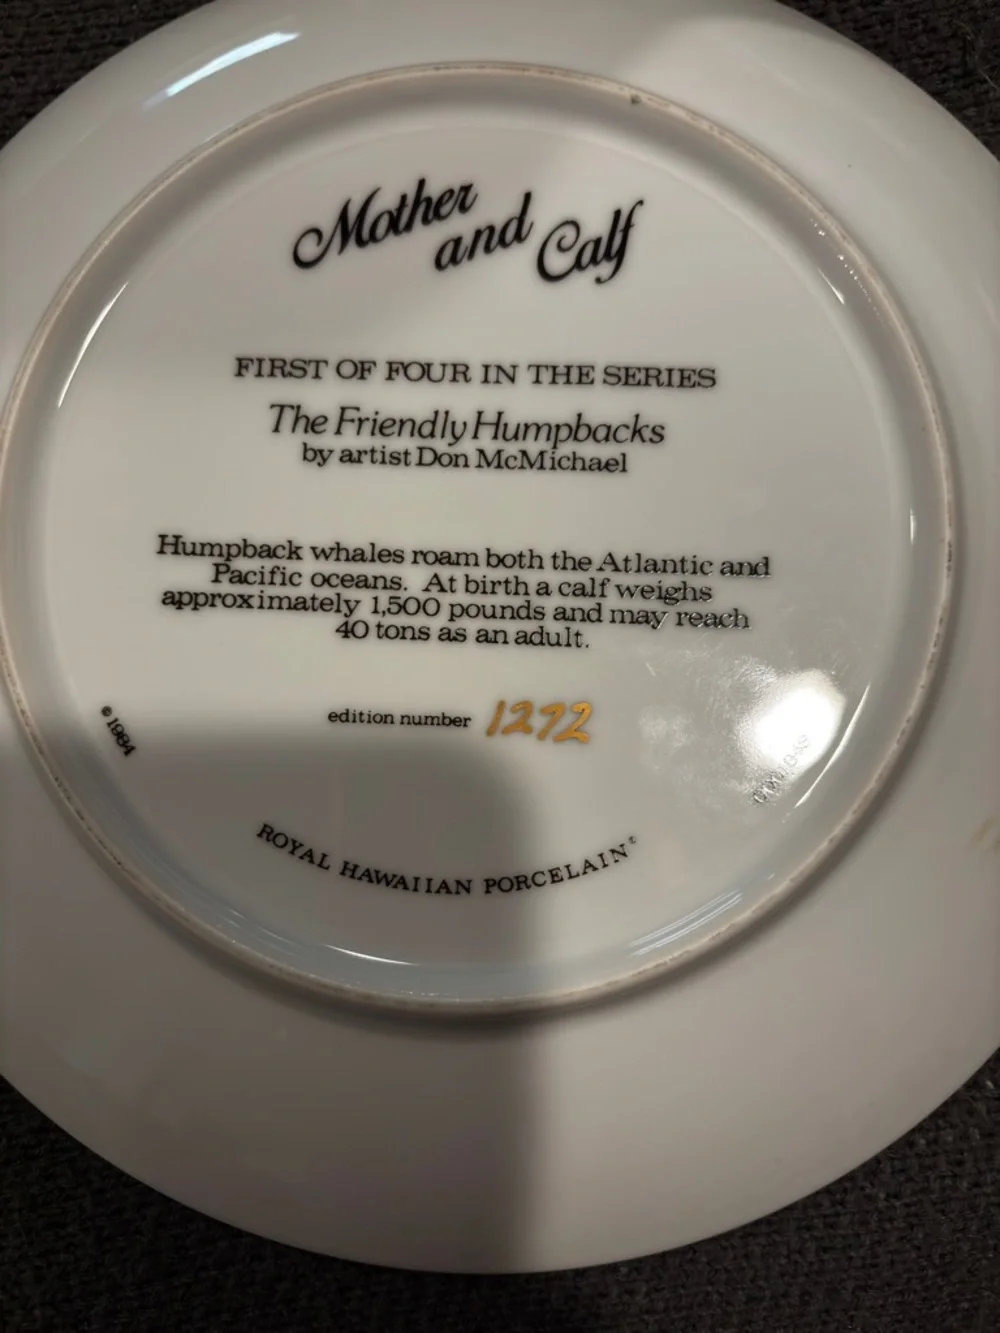 Mother
and Calf
FIRST OF FOUR IN THE SERIES
The Friendly Humpbacks
by artist Don McMichael
Humpback whales roam both the Atlantic and
Pacific oceans. At birth a calf weighs
approximately 1,500 pounds and may reach
40 tons as an adult.
edition number 1272
© 1984
ROYAL HAWAIIAN PORCELAIN